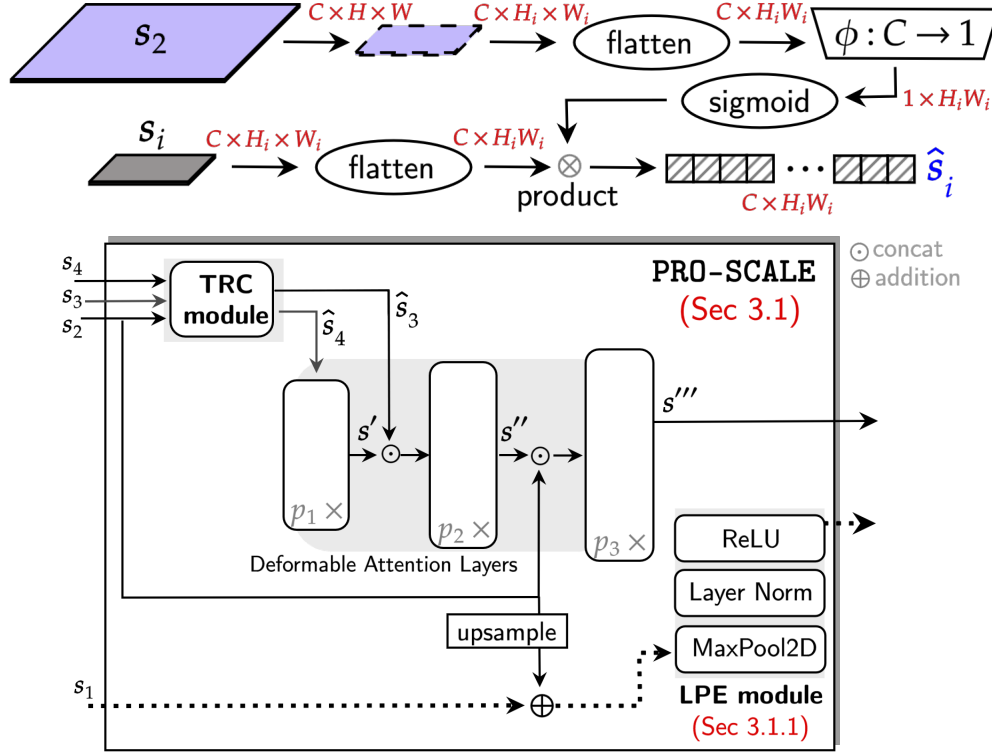 s₂
C × H × W
C × Hᵢ × Wᵢ
flatten
C × HᵢWᵢ
ϕ : C → 1
sigmoid
1 × HᵢWᵢ
sᵢ
C × Hᵢ × Wᵢ
flatten
C × HᵢWᵢ
⊗
product
···
ŝᵢ
C × HᵢWᵢ
⊙ concat
⊕ addition
PRO-SCALE
(Sec 3.1)
s₄
s₃
s₂
TRC
module
ŝ₃
ŝ₄
s′
⊙
s″
⊙
s‴
p₁ ×
p₂ ×
p₃ ×
Deformable Attention Layers
ReLU
Layer Norm
MaxPool2D
upsample
s₁
⊕
LPE module
(Sec 3.1.1)